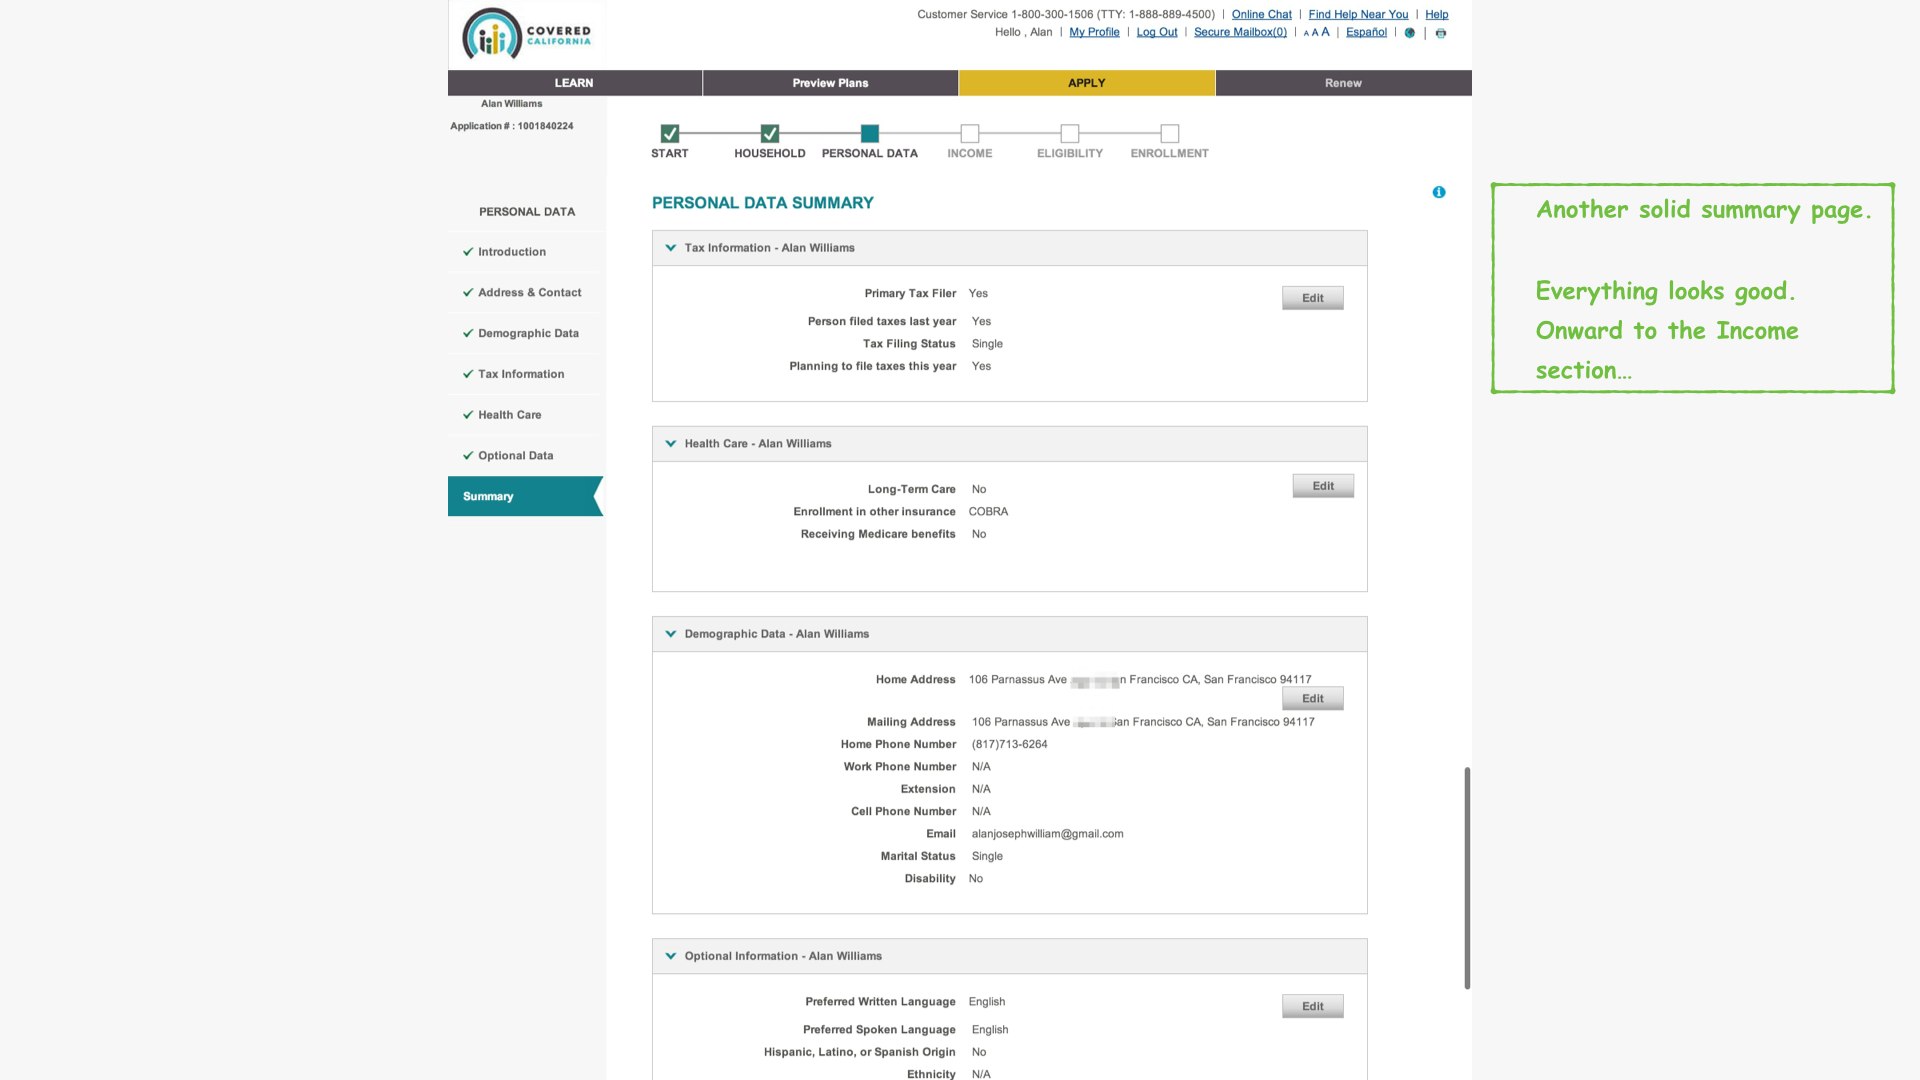 COVERED
CALIFORNIA
Customer Service 1-800-300-1506 (TTY: 1-888-889-4500) | Online Chat | Find Help Near You | Help
Hello , Alan | My Profile | Log Out | Secure Mailbox(0) | A A A | Español |
LEARN
Preview Plans
APPLY
Renew
Alan Williams
Application # : 1001840224
START
HOUSEHOLD
PERSONAL DATA
INCOME
ELIGIBILITY
ENROLLMENT
PERSONAL DATA
Introduction
Address & Contact
Demographic Data
Tax Information
Health Care
Optional Data
Summary
PERSONAL DATA SUMMARY
Tax Information - Alan Williams
Primary Tax Filer Yes
Edit
Person filed taxes last year Yes
Tax Filing Status Single
Planning to file taxes this year Yes
Health Care - Alan Williams
Long-Term Care No
Edit
Enrollment in other insurance COBRA
Receiving Medicare benefits No
Demographic Data - Alan Williams
Home Address 106 Parnassus Ave n Francisco CA, San Francisco 94117
Edit
Mailing Address 106 Parnassus Ave San Francisco CA, San Francisco 94117
Home Phone Number (817)713-6264
Work Phone Number N/A
Extension N/A
Cell Phone Number N/A
Email alanjosephwilliam@gmail.com
Marital Status Single
Disability No
Optional Information - Alan Williams
Preferred Written Language English
Edit
Preferred Spoken Language English
Hispanic, Latino, or Spanish Origin No
Ethnicity N/A
Another solid summary page.
Everything looks good.
Onward to the Income
section...